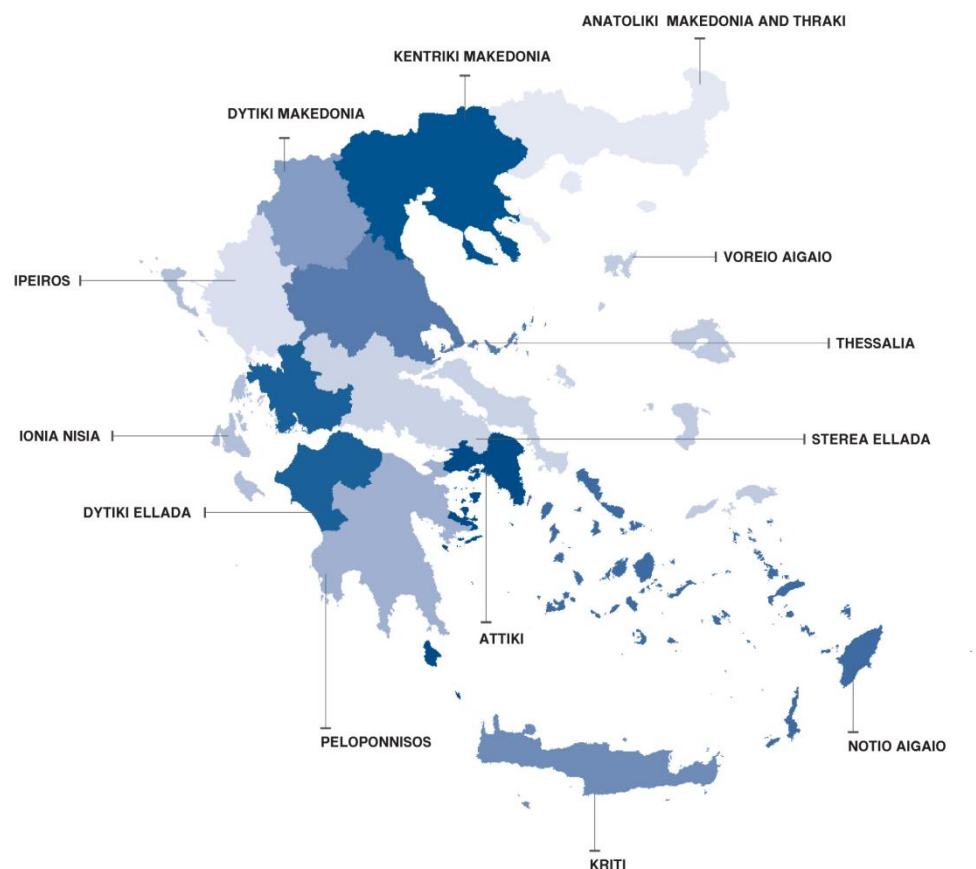 ANATOLIKI MAKEDONIA AND THRAKI
KENTRIKI MAKEDONIA
DYTIKI MAKEDONIA
VOREIO AIGAIO
IPEIROS
THESSALIA
IONIA NISIA
STEREA ELLADA
DYTIKI ELLADA
ATTIKI
PELOPONNISOS
NOTIO AIGAIO
KRITI